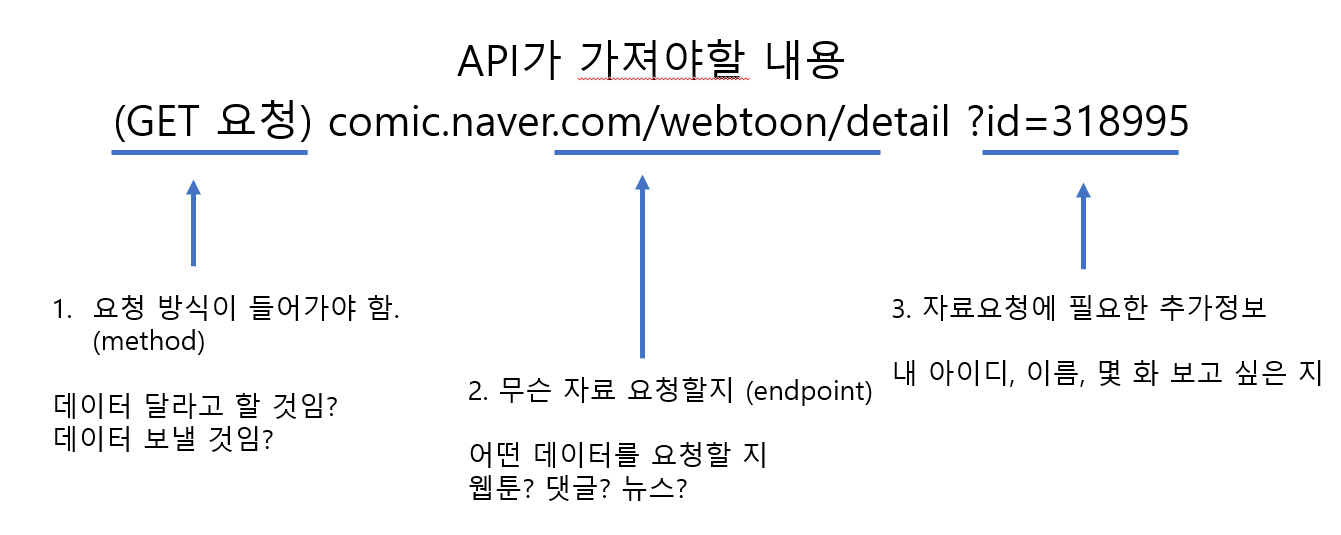 API가 가져야할 내용
(GET 요청) comic.naver.com/webtoon/detail ?id=318995
1. 요청 방식이 들어가야 함.
(method)
데이터 달라고 할 것임?
데이터 보낼 것임?
2. 무슨 자료 요청할지 (endpoint)
어떤 데이터를 요청할 지
웹툰? 댓글? 뉴스?
3. 자료요청에 필요한 추가정보
내 아이디, 이름, 몇 화 보고 싶은 지